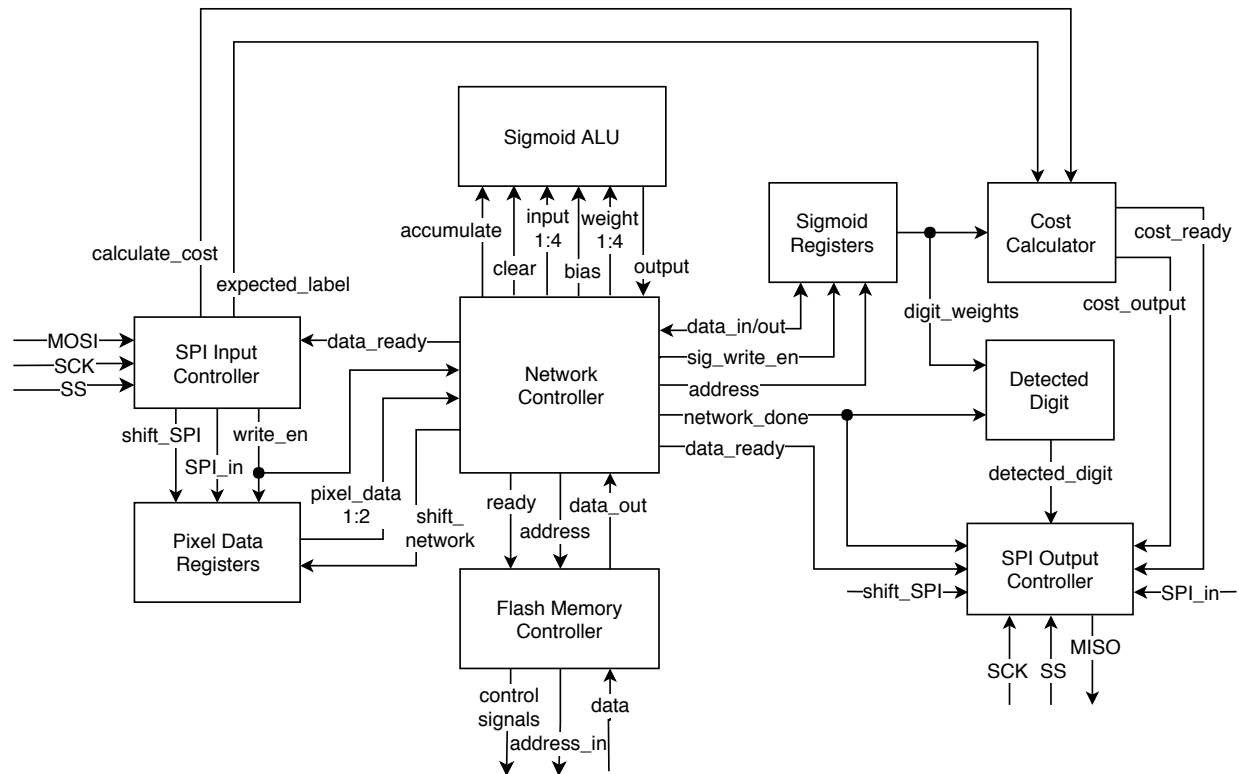 Sigmoid ALU
accumulate
clear
input
1:4
bias
weight
1:4
output
calculate_cost
expected_label
Sigmoid
Registers
Cost
Calculator
cost_ready
cost_output
digit_weights
MOSI
SCK
SS
SPI Input
Controller
data_ready
Network
Controller
data_in/out
sig_write_en
address
network_done
data_ready
Detected
Digit
detected_digit
shift_SPI
SPI_in
write_en
pixel_data
1:2
shift_
network
ready
address
data_out
Pixel Data
Registers
Flash Memory
Controller
SPI Output
Controller
shift_SPI
SPI_in
SCK
SS
MISO
control
signals
address_in
data